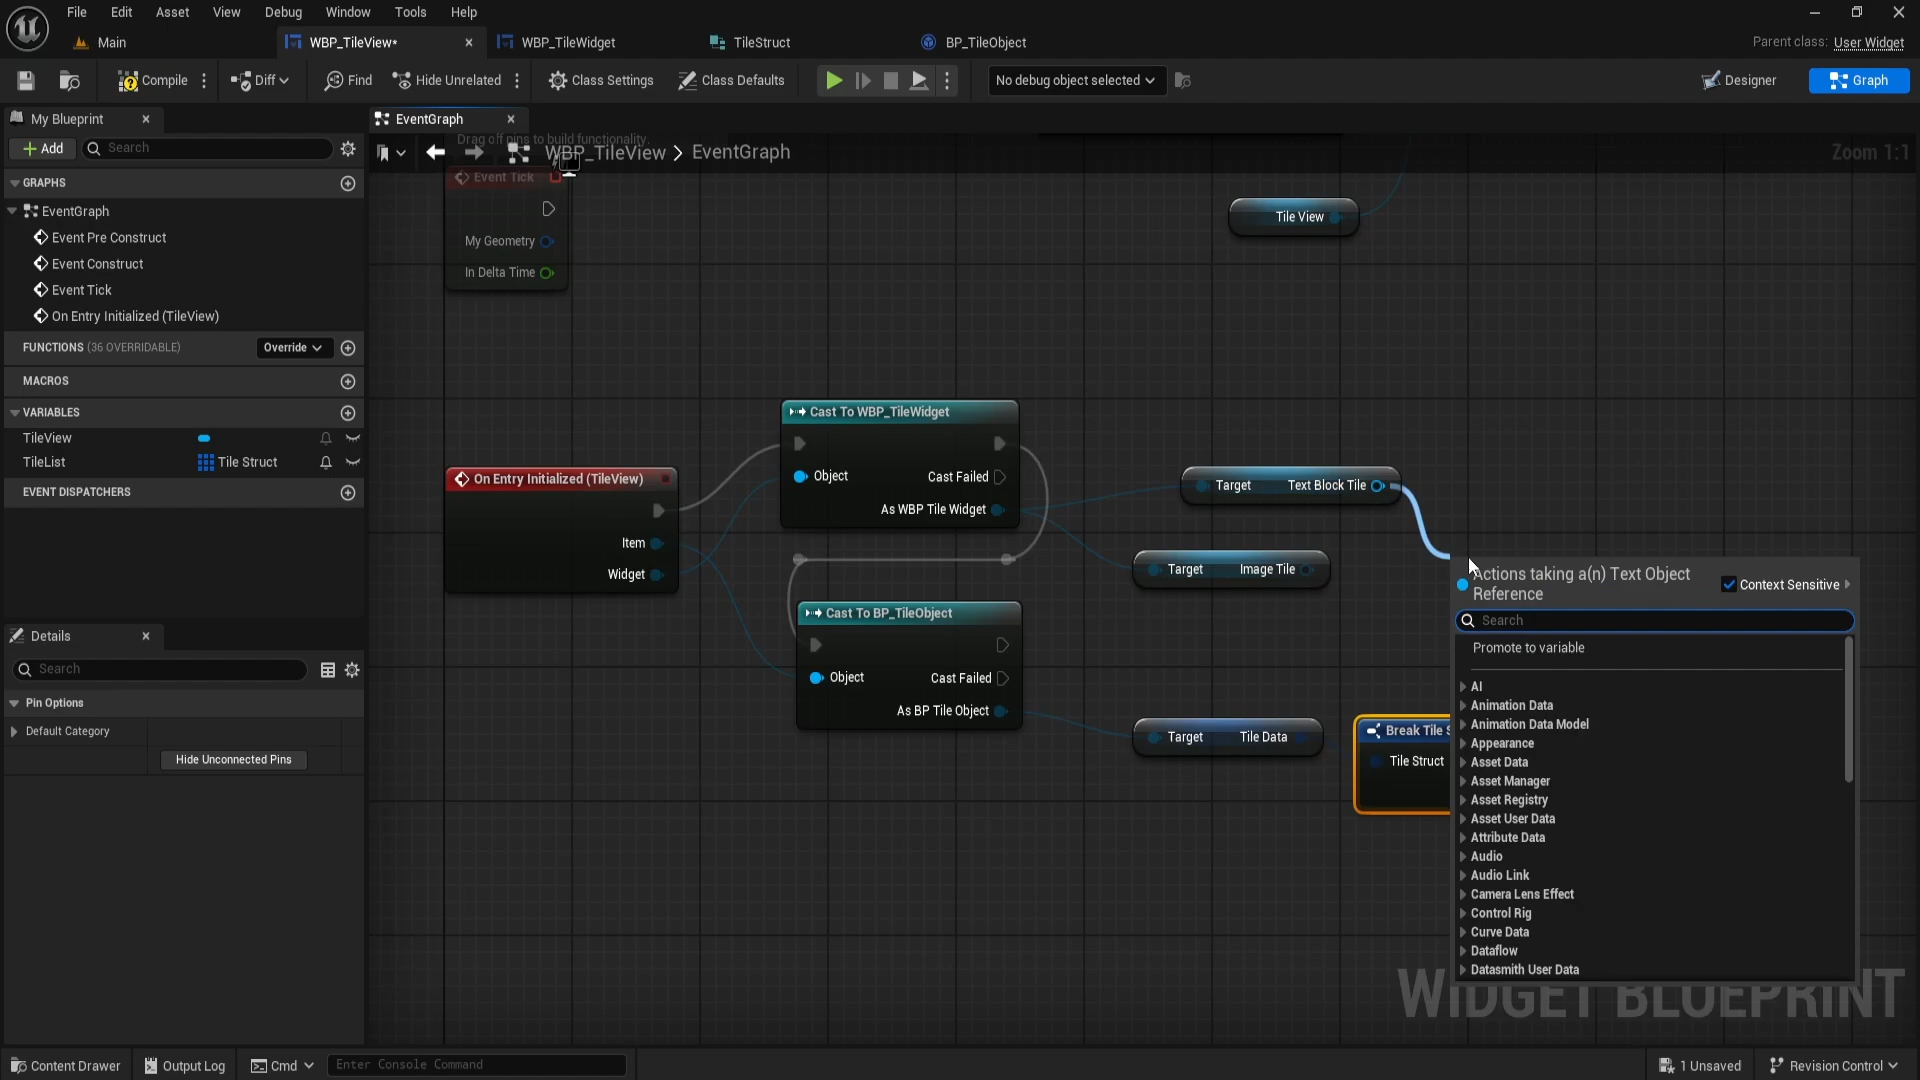 File Edit Asset View Debug Window Tools Help
Main WBP_TileView* WBP_TileWidget TileStruct BP_TileObject Parent class: User Widget
Compile Diff Find Hide Unrelated Class Settings Class Defaults No debug object selected Designer Graph
My Blueprint
EventGraph
Drag off pins to build functionality.
+ Add Search
WBP_TileView > EventGraph Zoom 1:1
GRAPHS
EventGraph
Event Pre Construct
Event Construct
Event Tick
On Entry Initialized (TileView)
FUNCTIONS (36 OVERRIDABLE) Override
MACROS
VARIABLES
TileView
TileList Tile Struct
EVENT DISPATCHERS
Details
Search
Pin Options
Default Category
Hide Unconnected Pins
Event Tick
My Geometry
In Delta Time
Tile View
Cast To WBP_TileWidget
Object Cast Failed
As WBP Tile Widget
On Entry Initialized (TileView)
Item
Widget
Target Text Block Tile
Target Image Tile
Cast To BP_TileObject
Object Cast Failed
As BP Tile Object
Target Tile Data
Break Tile S
Tile Struct
Actions taking a(n) Text Object
Reference
Context Sensitive
Search
Promote to variable
AI
Animation Data
Animation Data Model
Appearance
Asset Data
Asset Manager
Asset Registry
Asset User Data
Attribute Data
Audio
Audio Link
Camera Lens Effect
Control Rig
Curve Data
Dataflow
Datasmith User Data
WIDGET BLUEPRINT
Content Drawer Output Log Cmd Enter Console Command 1 Unsaved Revision Control